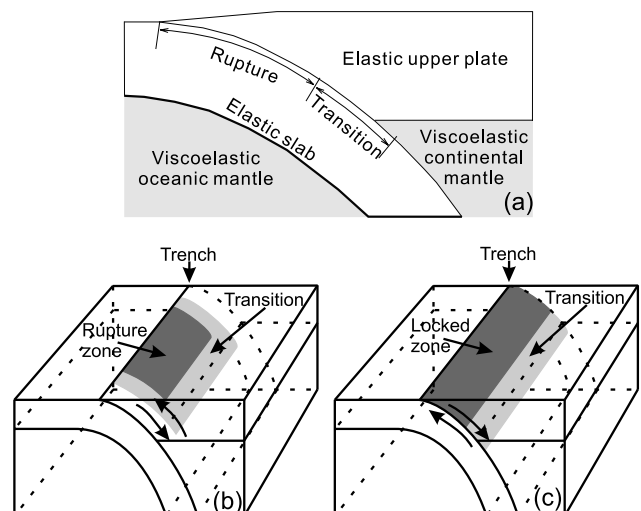 Elastic upper plate
Rupture
Transition
Elastic slab
Viscoelastic
oceanic mantle
Viscoelastic
continental
mantle
(a)
Trench
Transition
Rupture
zone
(b)
Trench
Transition
Locked
zone
(c)